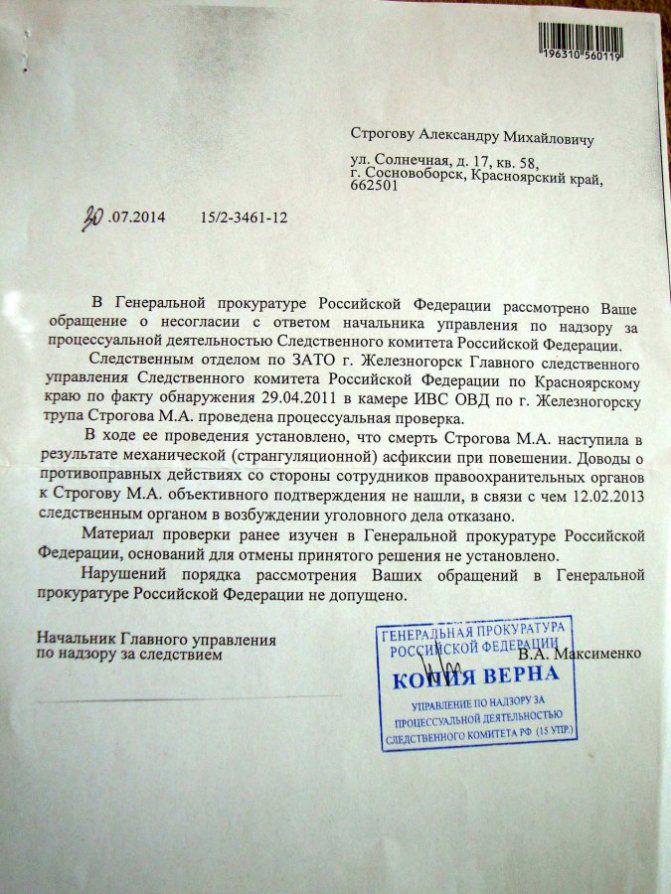 196310 560119
Строгову Александру Михайловичу
ул. Солнечная, д. 17, кв. 58,
г. Сосновоборск, Красноярский край,
662501
30 .07.2014 15/2-3461-12
В Генеральной прокуратуре Российской Федерации рассмотрено Ваше
обращение о несогласии с ответом начальника управления по надзору за
процессуальной деятельностью Следственного комитета Российской Федерации.
Следственным отделом по ЗАТО г. Железногорск Главного следственного
управления Следственного комитета Российской Федерации по Красноярскому
краю по факту обнаружения 29.04.2011 в камере ИВС ОВД по г. Железногорску
трупа Строгова М.А. проведена процессуальная проверка.
В ходе ее проведения установлено, что смерть Строгова М.А. наступила в
результате механической (странгуляционной) асфиксии при повешении. Доводы о
противоправных действиях со стороны сотрудников правоохранительных органов
к Строгову М.А. объективного подтверждения не нашли, в связи с чем 12.02.2013
следственным органом в возбуждении уголовного дела отказано.
Материал проверки ранее изучен в Генеральной прокуратуре Российской
Федерации, оснований для отмены принятого решения не установлено.
Нарушений порядка рассмотрения Ваших обращений в Генеральной
прокуратуре Российской Федерации не допущено.
Начальник Главного управления
по надзору за следствием
В.А. Максименко
ГЕНЕРАЛЬНАЯ ПРОКУРАТУРА
РОССИЙСКОЙ ФЕДЕРАЦИИ
КОПИЯ ВЕРНА
УПРАВЛЕНИЕ ПО НАДЗОРУ ЗА
ПРОЦЕССУАЛЬНОЙ ДЕЯТЕЛЬНОСТЬЮ
СЛЕДСТВЕННОГО КОМИТЕТА РФ (15 УПР.)